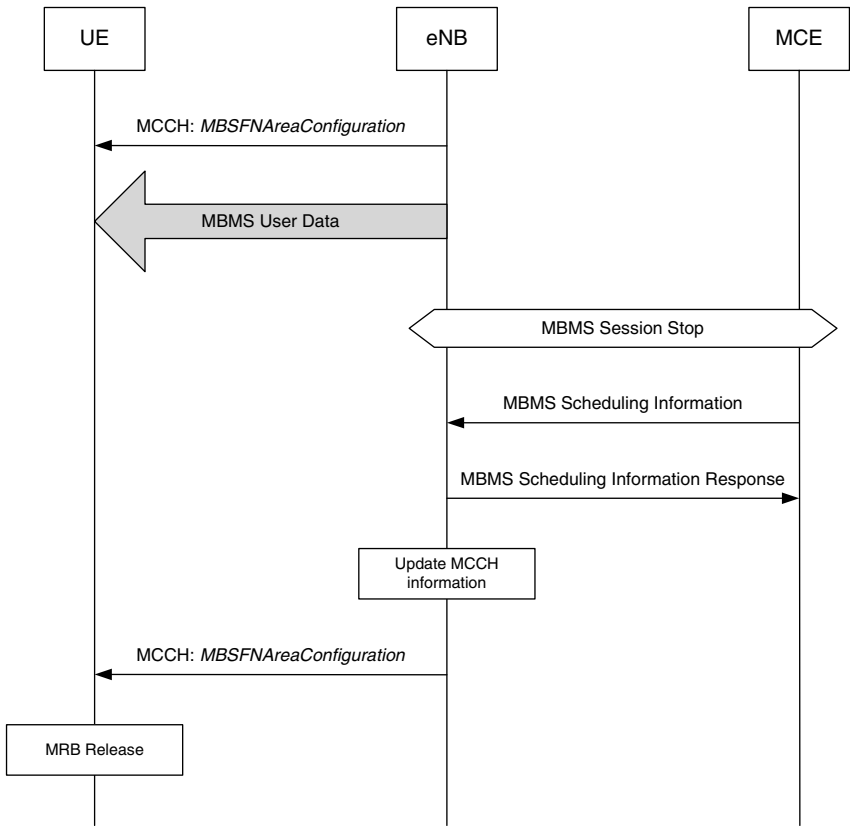 UE
eNB
MCE
MCCH: MBSFNAreaConfiguration
MBMS User Data
MBMS Session Stop
MBMS Scheduling Information
MBMS Scheduling Information Response
Update MCCH
information
MCCH: MBSFNAreaConfiguration
MRB Release